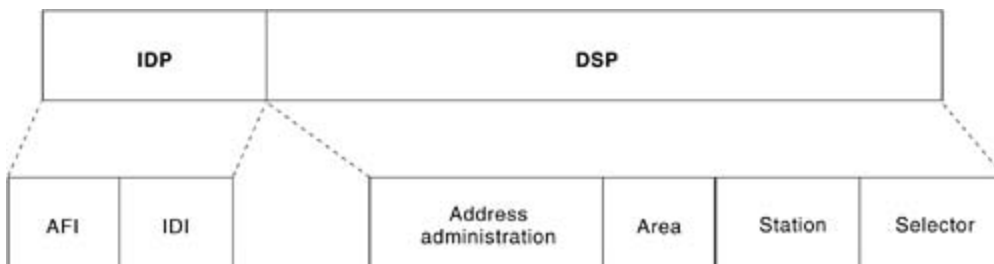 IDP
DSP
AFI
IDI
Address
administration
Area
Station
Selector